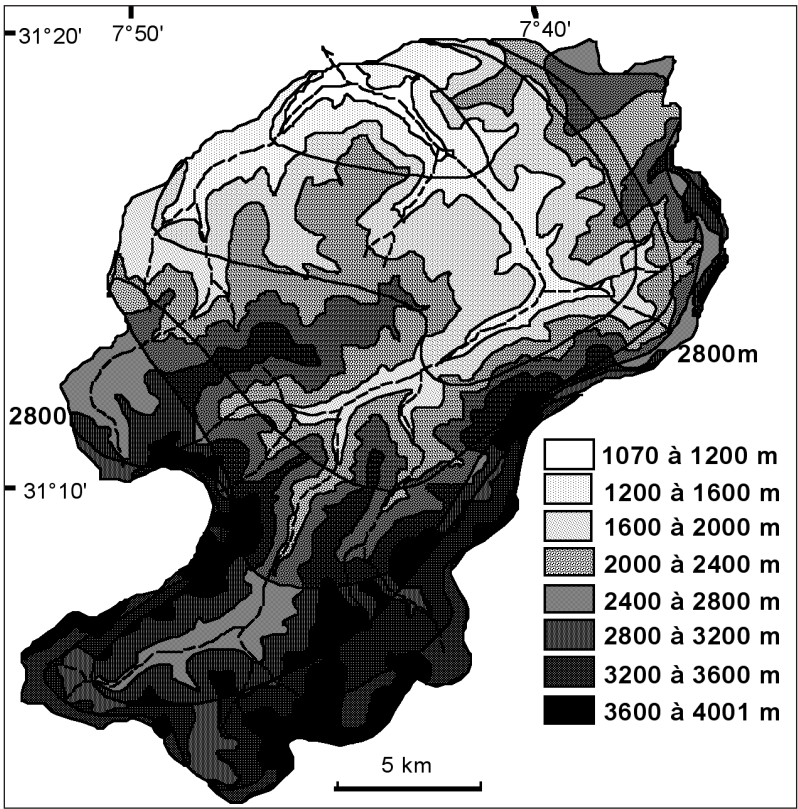 31°20'
7°50'
7°40'
2800m
2800
31°10'
1070 à 1200 m
1200 à 1600 m
1600 à 2000 m
2000 à 2400 m
2400 à 2800 m
2800 à 3200 m
3200 à 3600 m
3600 à 4001 m
5 km